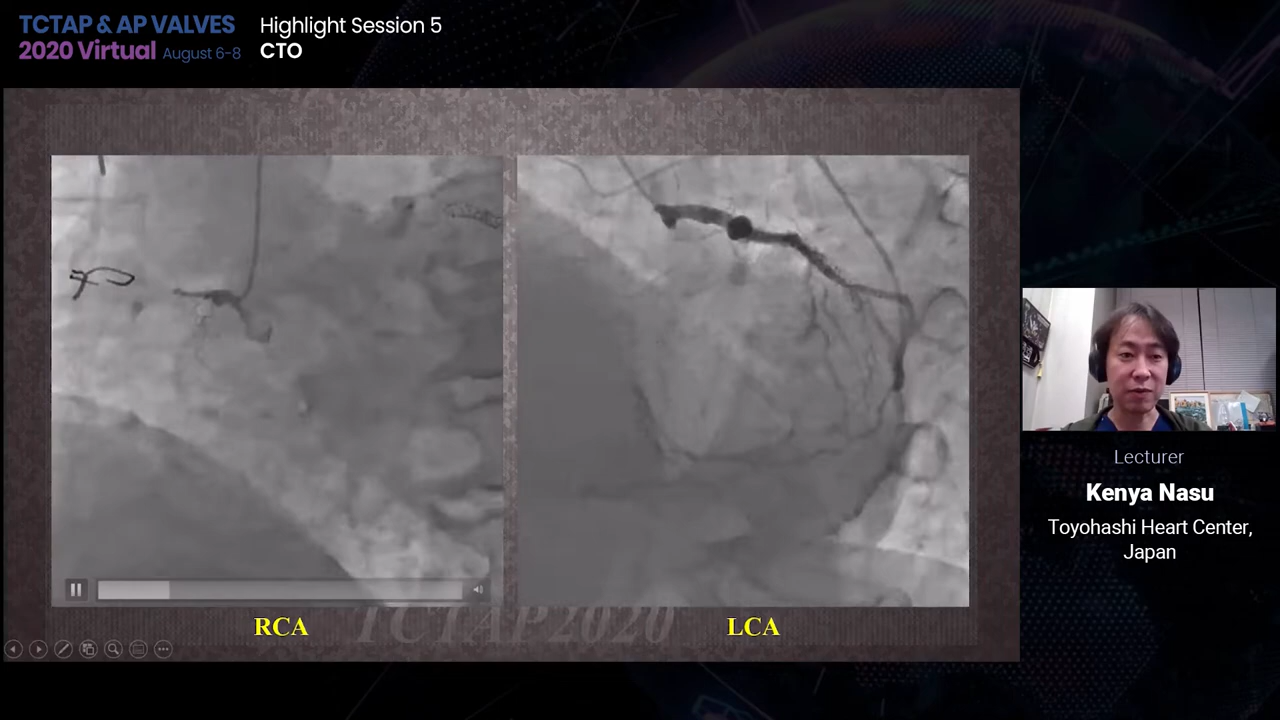 TCTAP & AP VALVES
2020 Virtual August 6-8
Highlight Session 5
CTO
RCA
TCTAP2020
LCA
Lecturer
Kenya Nasu
Toyohashi Heart Center,
Japan